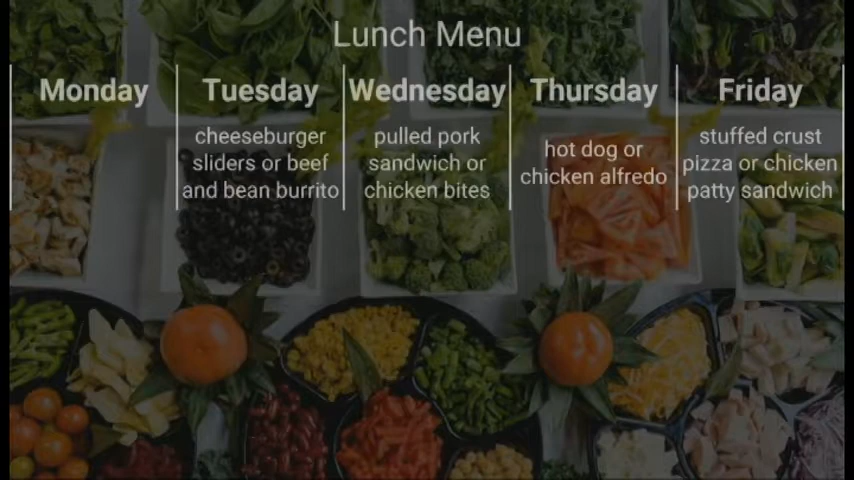 Lunch Menu
Monday
Tuesday
cheeseburger
sliders or beef
and bean burrito
Wednesday
pulled pork
sandwich or
chicken bites
Thursday
hot dog or
chicken alfredo
Friday
stuffed crust
pizza or chicken
patty sandwich